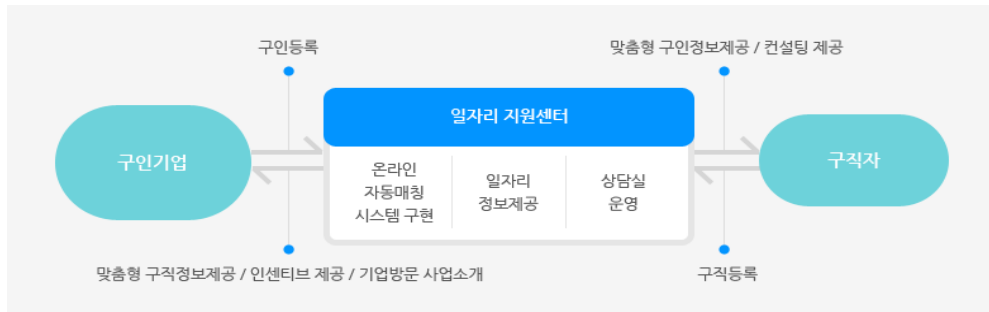 구인등록
맞춤형 구인정보제공 / 컨설팅 제공
일자리 지원센터
구인기업
온라인
자동매칭
시스템 구현
일자리
정보제공
상담실
운영
구직자
맞춤형 구직정보제공 / 인센티브 제공 / 기업방문 사업소개
구직등록